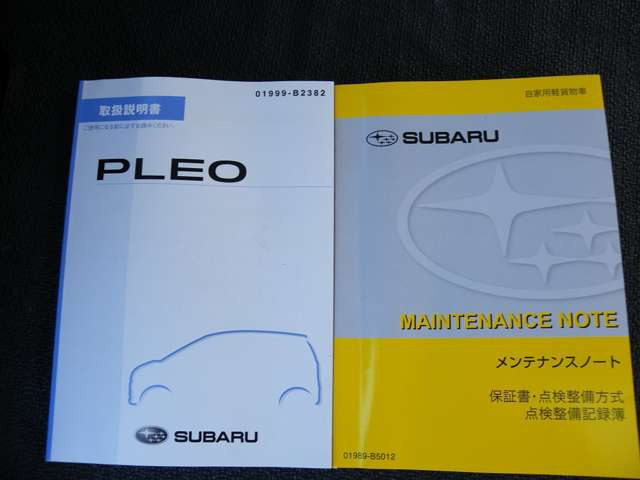 01999-B2382
取扱説明書
ご使用になる前に必ずお読みください。
PLEO
SUBARU
自家用軽貨物車
SUBARU
MAINTENANCE NOTE
メンテナンスノート
保証書・点検整備方式
点検整備記録簿
01989-B5012